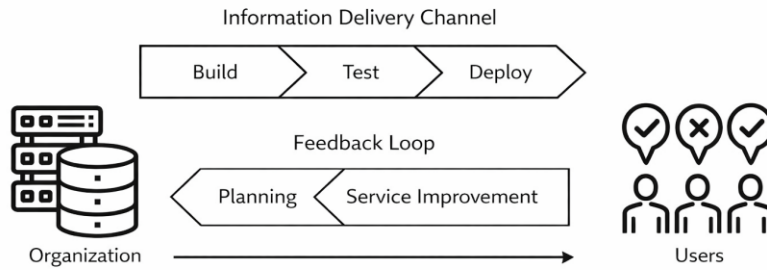 Information Delivery Channel
Build Test Deploy
Feedback Loop
Planning Service Improvement
Organization Users